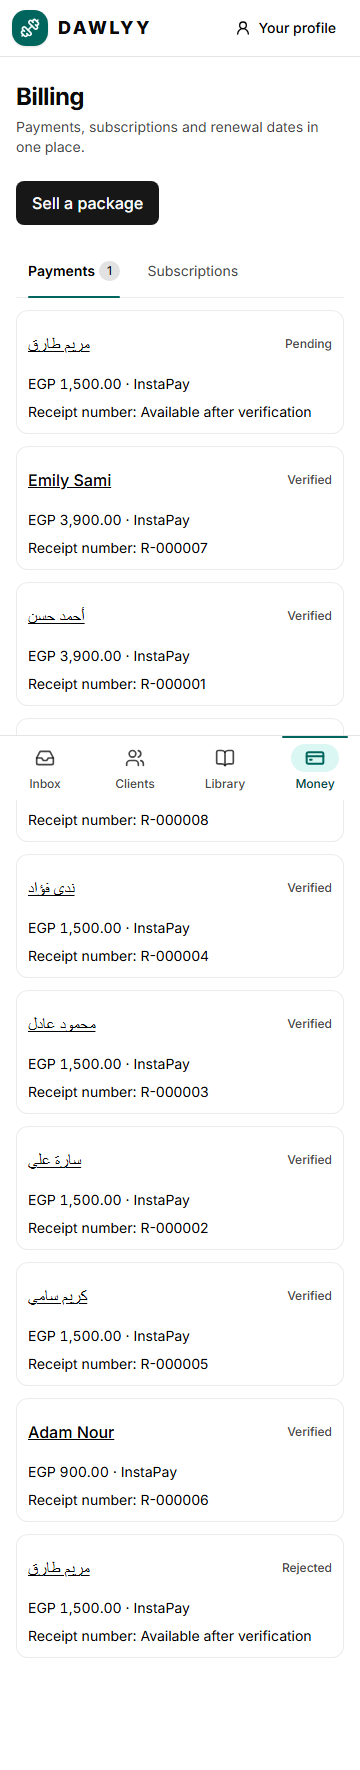 DAWLYY
Your profile
Billing
Payments, subscriptions and renewal dates in
one place.
Sell a package
Payments 1
Subscriptions
مريم طارق
Pending
EGP 1,500.00 · InstaPay
Receipt number: Available after verification
Emily Sami
Verified
EGP 3,900.00 · InstaPay
Receipt number: R-000007
أحمد حسن
Verified
EGP 3,900.00 · InstaPay
Receipt number: R-000001
Inbox
Clients
Library
Money
Receipt number: R-000008
ندى فؤاد
Verified
EGP 1,500.00 · InstaPay
Receipt number: R-000004
محمود عادل
Verified
EGP 1,500.00 · InstaPay
Receipt number: R-000003
سارة علي
Verified
EGP 1,500.00 · InstaPay
Receipt number: R-000002
كريم سامي
Verified
EGP 1,500.00 · InstaPay
Receipt number: R-000005
Adam Nour
Verified
EGP 900.00 · InstaPay
Receipt number: R-000006
مريم طارق
Rejected
EGP 1,500.00 · InstaPay
Receipt number: Available after verification